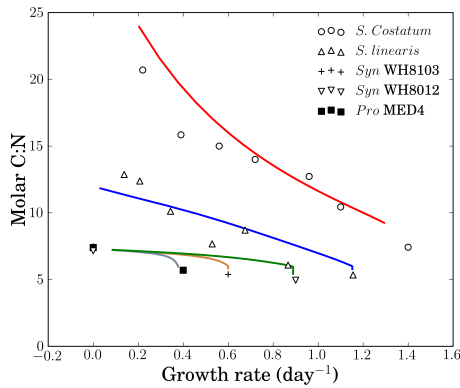 25
20
15
10
5
0
Molar C:N
S. Costatum
S. linearis
Syn WH8103
Syn WH8012
Pro MED4
−0.2 0.0 0.2 0.4 0.6 0.8 1.0 1.2 1.4 1.6
Growth rate (day⁻¹)